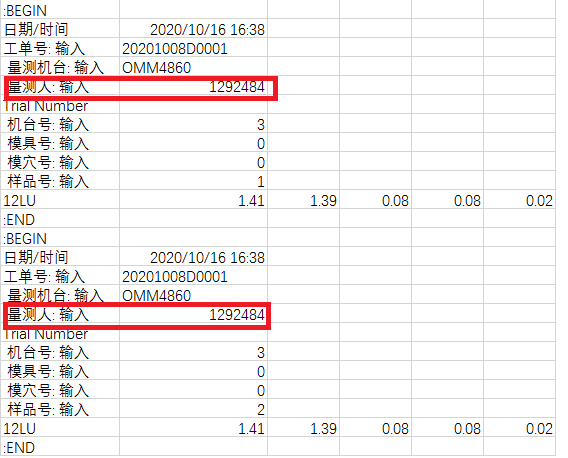 :BEGIN
日期/时间 2020/10/16 16:38
工单号: 输入 20201008D0001
量测机台: 输入 OMM4860
量测人: 输入 1292484
Trial Number
机台号: 输入 3
模具号: 输入 0
模穴号: 输入 0
样品号: 输入 1
12LU 1.41 1.39 0.08 0.08 0.02
:END
:BEGIN
日期/时间 2020/10/16 16:38
工单号: 输入 20201008D0001
量测机台: 输入 OMM4860
量测人: 输入 1292484
Trial Number
机台号: 输入 3
模具号: 输入 0
模穴号: 输入 0
样品号: 输入 2
12LU 1.41 1.39 0.08 0.08 0.02
:END